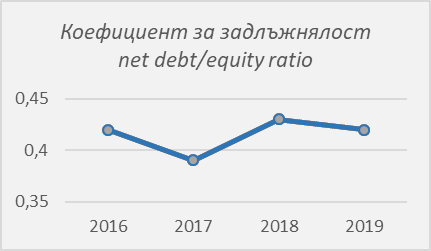 Коефициент за задлъжнялост
net debt/equity ratio
0,45
0,4
0,35
2016 2017 2018 2019